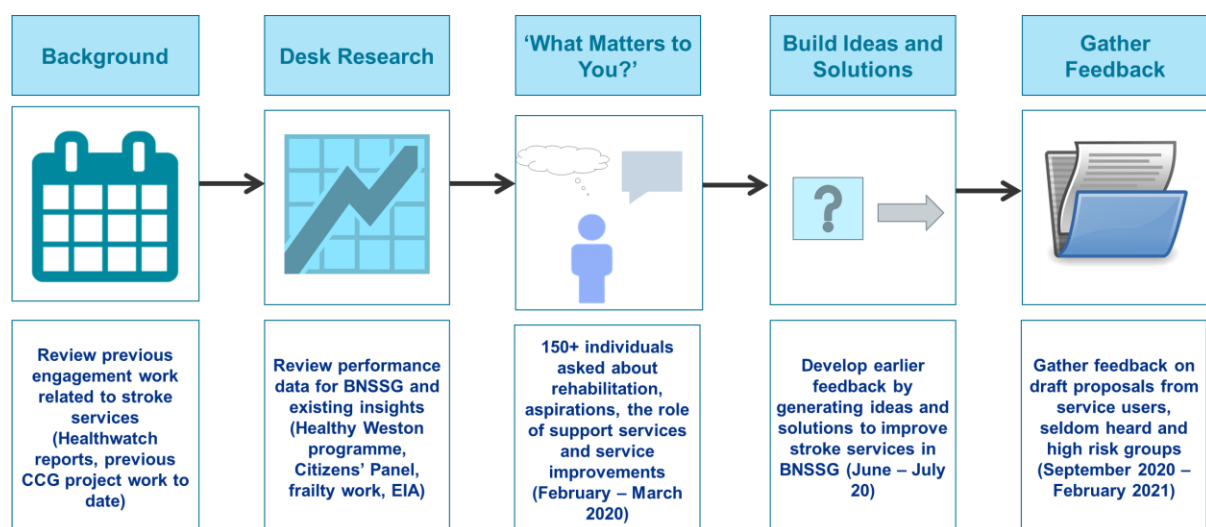 Background
Desk Research
‘What Matters to
You?’
Build Ideas and
Solutions
Gather
Feedback
?
Review previous
engagement work
related to stroke
services
(Healthwatch
reports, previous
CCG project work to
date)
Review performance
data for BNSSG and
existing insights
(Healthy Weston
programme,
Citizens’ Panel,
frailty work, EIA)
150+ individuals
asked about
rehabilitation,
aspirations, the role
of support services
and service
improvements
(February – March
2020)
Develop earlier
feedback by
generating ideas and
solutions to improve
stroke services in
BNSSG (June – July
20)
Gather feedback on
draft proposals from
service users,
seldom heard and
high risk groups
(September 2020 –
February 2021)